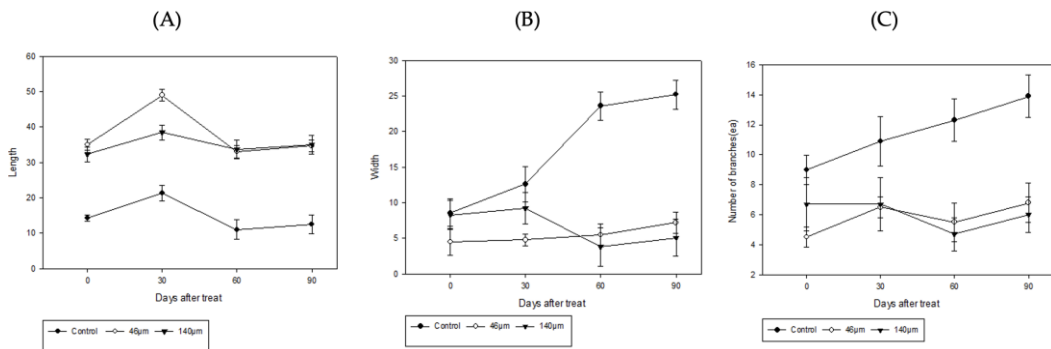 (A)
(B)
(C)
60
50
40
30
20
10
0
Length
0 30 60 90
Days after treat
Control 46µm 140µm
30
25
20
15
10
5
0
Width
0 30 60 90
Days after treat
Control 46µm 140µm
16
14
12
10
8
6
4
2
Number of branches(ea)
0 30 60 90
Days after treat
Control 46µm 140µm